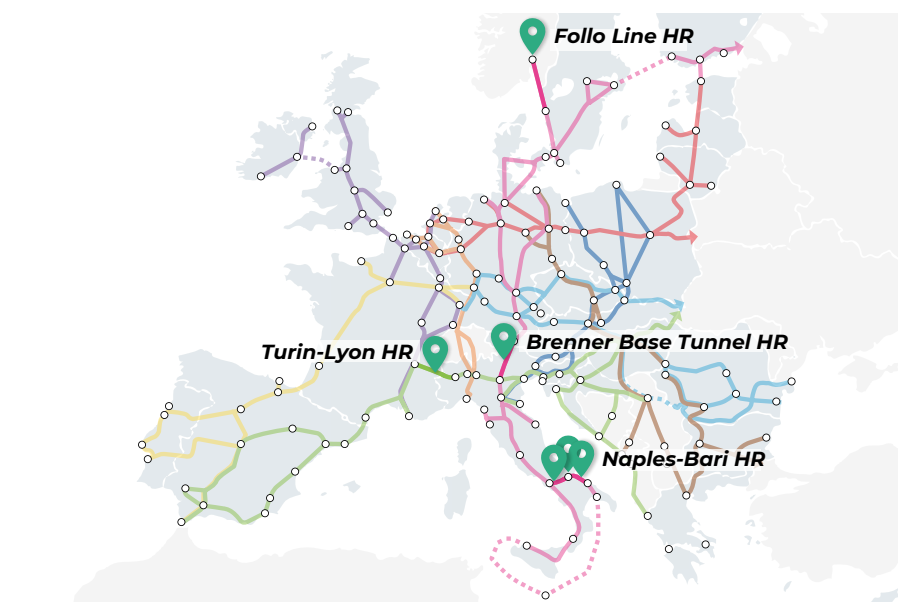 Follo Line HR
Brenner Base Tunnel HR
Turin-Lyon HR
Naples-Bari HR